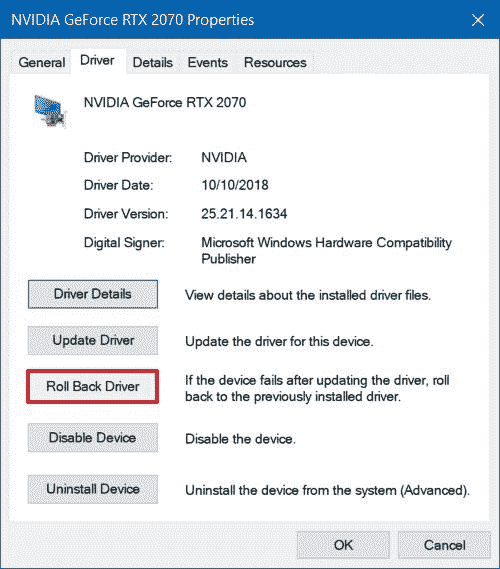 NVIDIA GeForce RTX 2070 Properties
General Driver Details Events Resources
NVIDIA GeForce RTX 2070
Driver Provider: NVIDIA
Driver Date: 10/10/2018
Driver Version: 25.21.14.1634
Digital Signer: Microsoft Windows Hardware Compatibility
Publisher
Driver Details View details about the installed driver files.
Update Driver Update the driver for this device.
Roll Back Driver If the device fails after updating the driver, roll
back to the previously installed driver.
Disable Device Disable the device.
Uninstall Device Uninstall the device from the system (Advanced).
OK Cancel